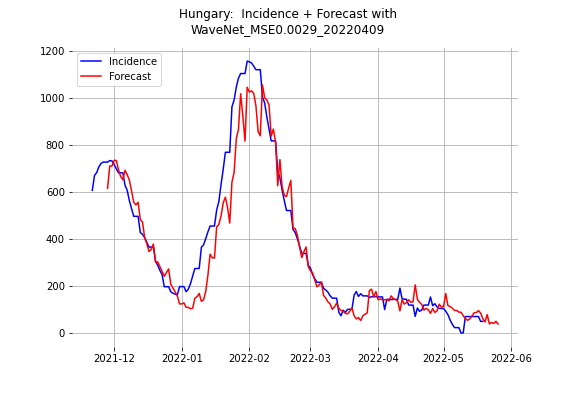 Hungary:  Incidence + Forecast with
WaveNet_MSE0.0029_20220409
Incidence
Forecast
1200
1000
800
600
400
200
0
2021-12 2022-01 2022-02 2022-03 2022-04 2022-05 2022-06